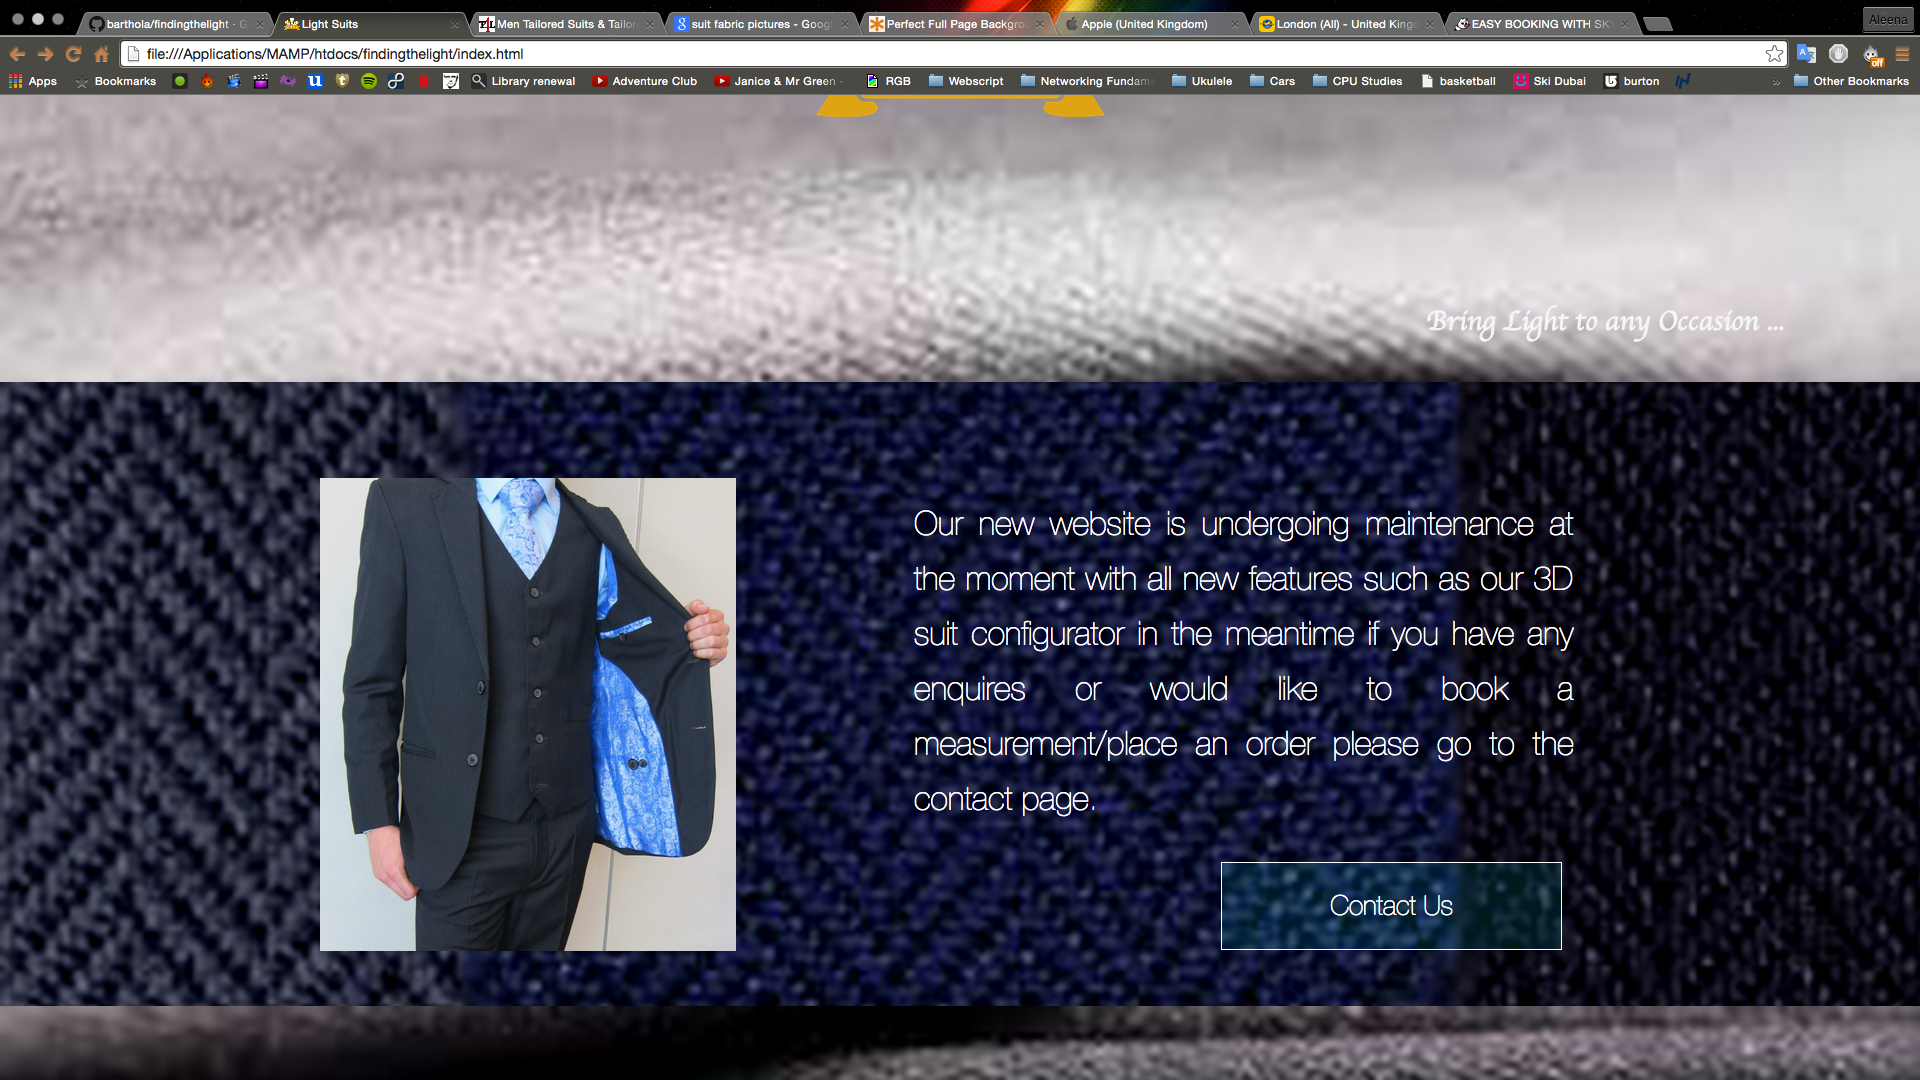 barthola/findingthelight - G
Light Suits
Men Tailored Suits & Tailor
suit fabric pictures - Goog
Perfect Full Page Backgro
Apple (United Kingdom)
London (All) - United King
EASY BOOKING WITH SK
Aleena
file:///Applications/MAMP/htdocs/findingthelight/index.html
Apps
Bookmarks
Library renewal
Adventure Club
Janice & Mr Green -
RGB
Webscript
Networking Fundam
Ukulele
Cars
CPU Studies
basketball
Ski Dubai
burton
Other Bookmarks
Bring Light to any Occasion ...
Our new website is undergoing maintenance at
the moment with all new features such as our 3D
suit configurator in the meantime if you have any
enquires or would like to book a
measurement/place an order please go to the
contact page.
Contact Us